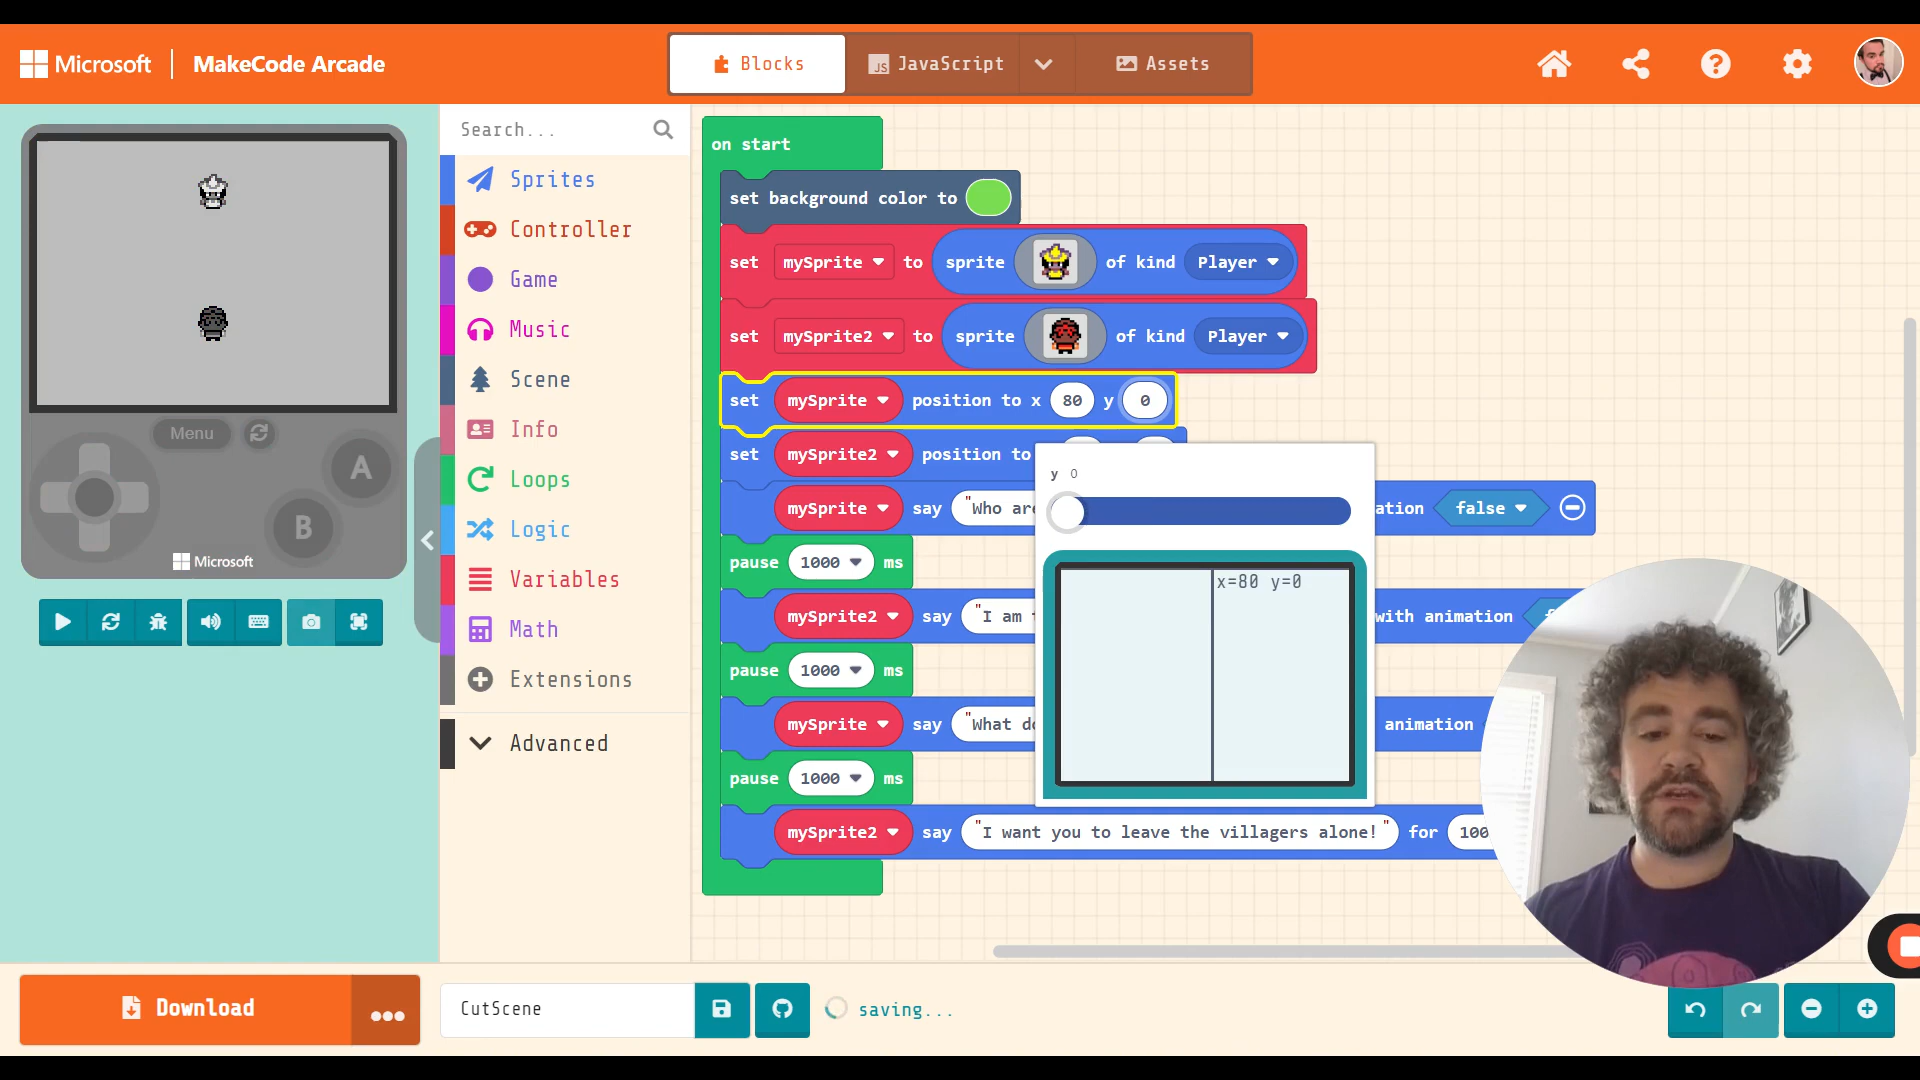 Microsoft
MakeCode Arcade
Blocks
JS
JavaScript
Assets
Search...
Sprites
Controller
Game
Music
Scene
Info
Loops
Logic
Variables
Math
Extensions
Advanced
Menu
A
B
Microsoft
on start
set background color to
set mySprite to sprite of kind Player
set mySprite2 to sprite of kind Player
set mySprite position to x 80 y 0
set mySprite2 position to
mySprite say "Who ation false
pause 1000 ms
mySprite2 say "I am with animation
pause 1000 ms
mySprite say "What animation
pause 1000 ms
mySprite2 say "I want you to leave the villagers alone!" for 100
y 0
x=80 y=0
Download
CutScene
saving...